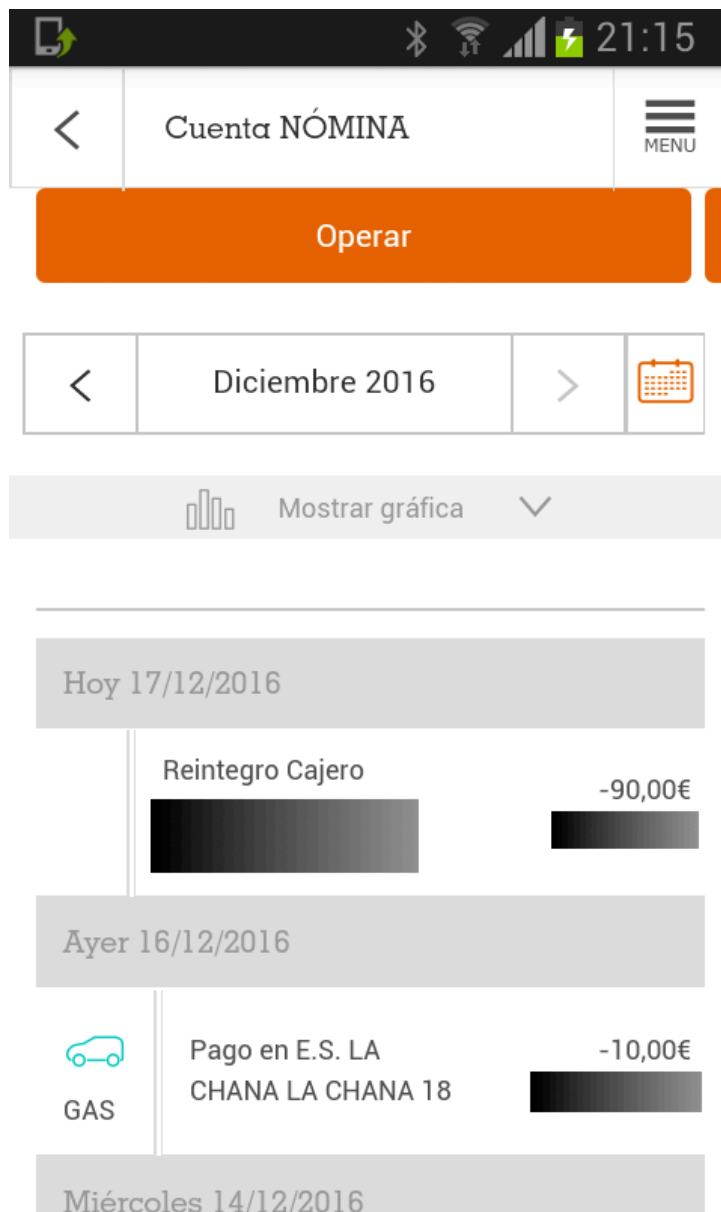 21:15
Cuenta NÓMINA
MENU
Operar
Diciembre 2016
Mostrar gráfica
Hoy 17/12/2016
Reintegro Cajero
-90,00€
Ayer 16/12/2016
GAS
Pago en E.S. LA
CHANA LA CHANA 18
-10,00€
Miércoles 14/12/2016